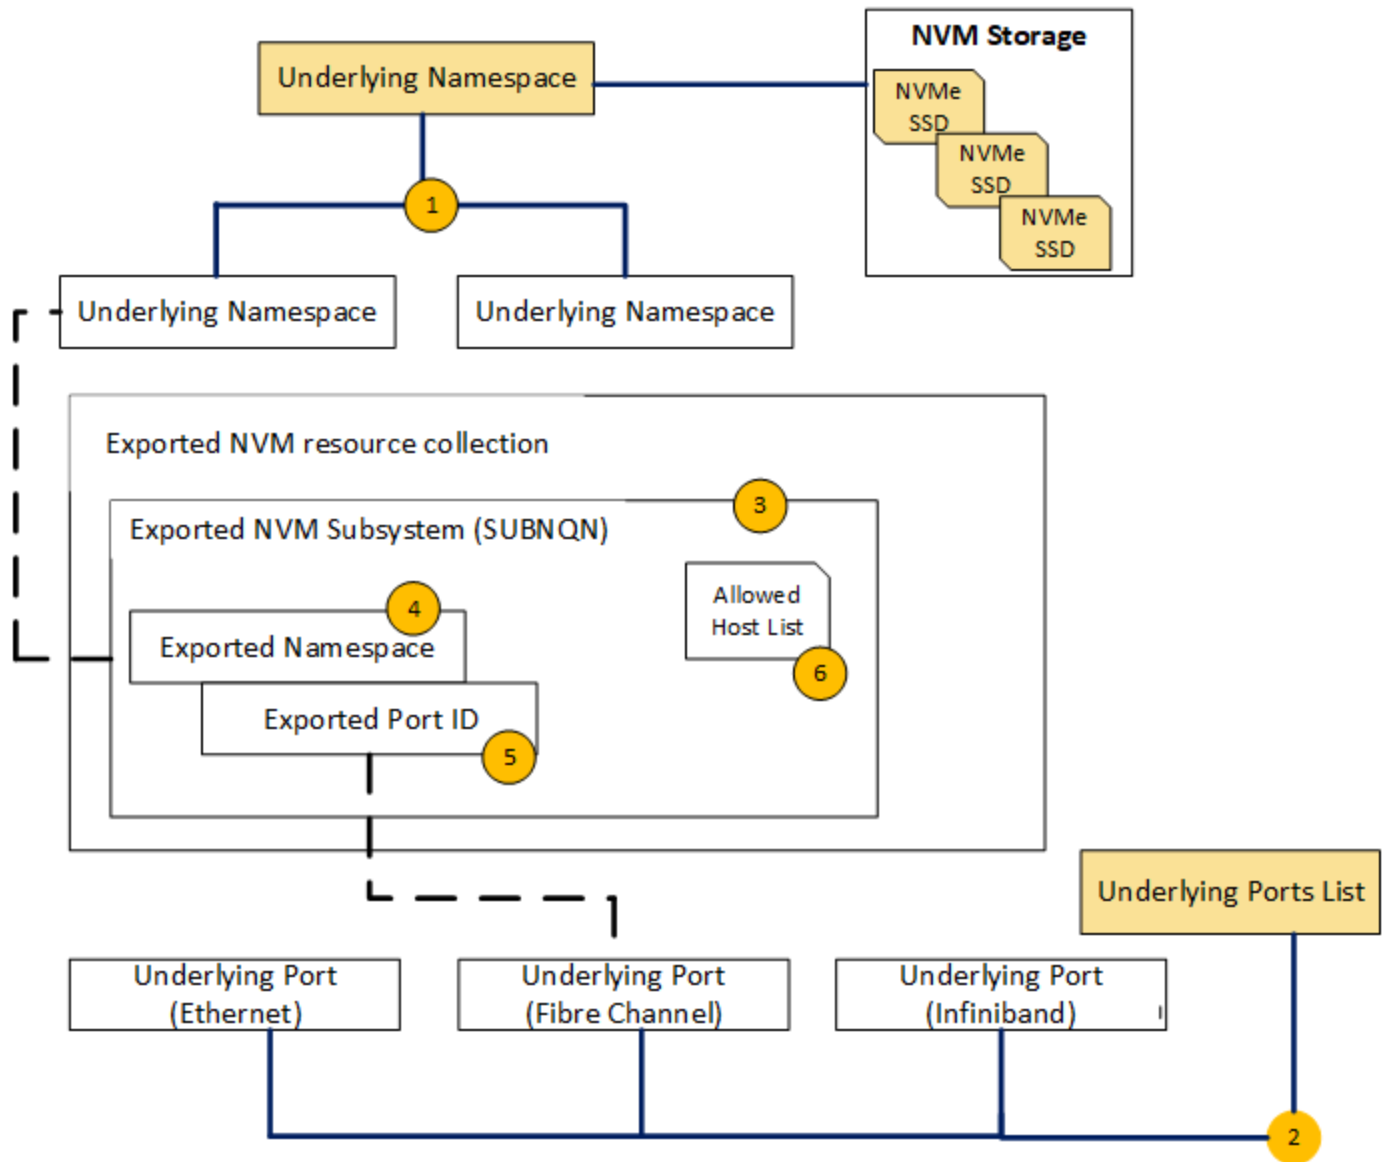 NVM Storage
Underlying Namespace
NVMe
SSD
NVMe
SSD
NVMe
SSD
1
Underlying Namespace
Underlying Namespace
Exported NVM resource collection
3
Exported NVM Subsystem (SUBNQN)
Allowed
Host List
4
Exported Namespace
6
Exported Port ID
5
Underlying Ports List
Underlying Port
(Ethernet)
Underlying Port
(Fibre Channel)
Underlying Port
(Infiniband)
2